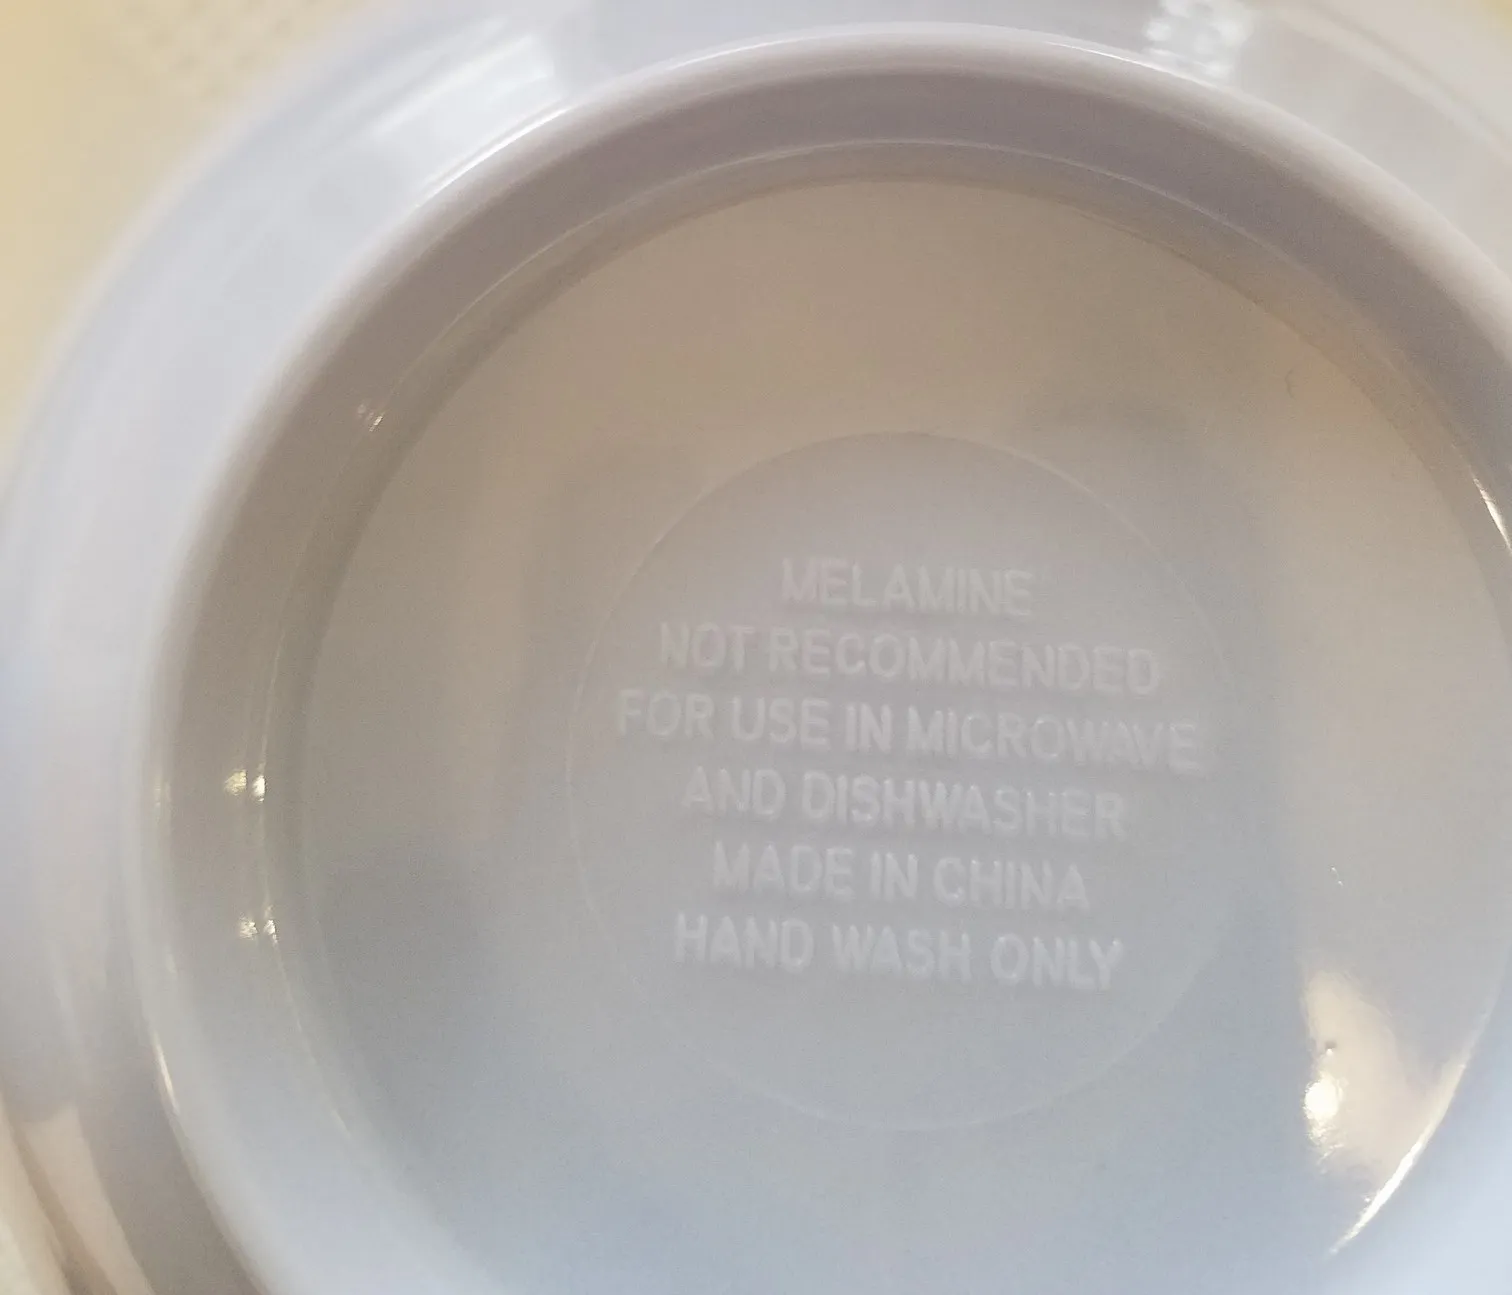 MELAMINE
NOT RECOMMENDED
FOR USE IN MICROWAVE
AND DISHWASHER
MADE IN CHINA
HAND WASH ONLY